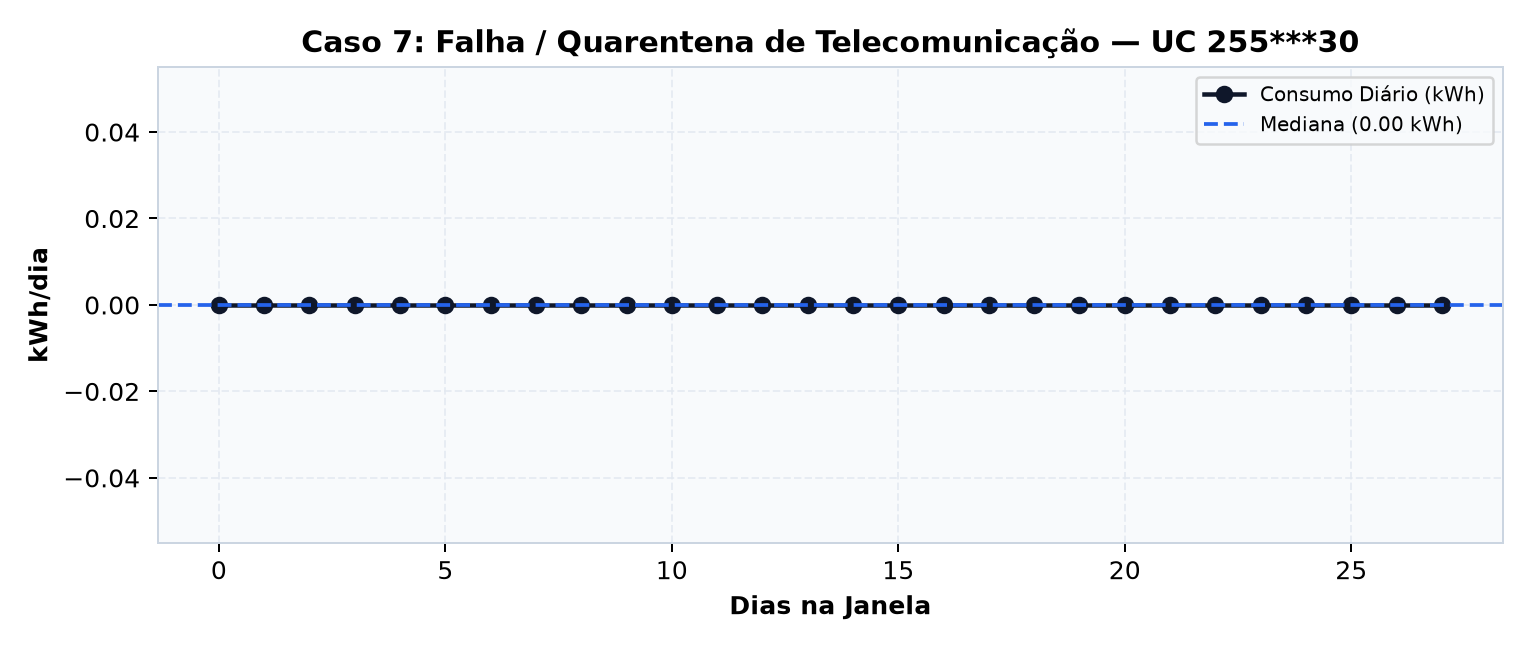 Caso 7: Falha / Quarentena de Telecomunicação — UC 255***30
Consumo Diário (kWh)
Mediana (0.00 kWh)
kWh/dia
0.04
0.02
0.00
−0.02
−0.04
0 5 10 15 20 25
Dias na Janela